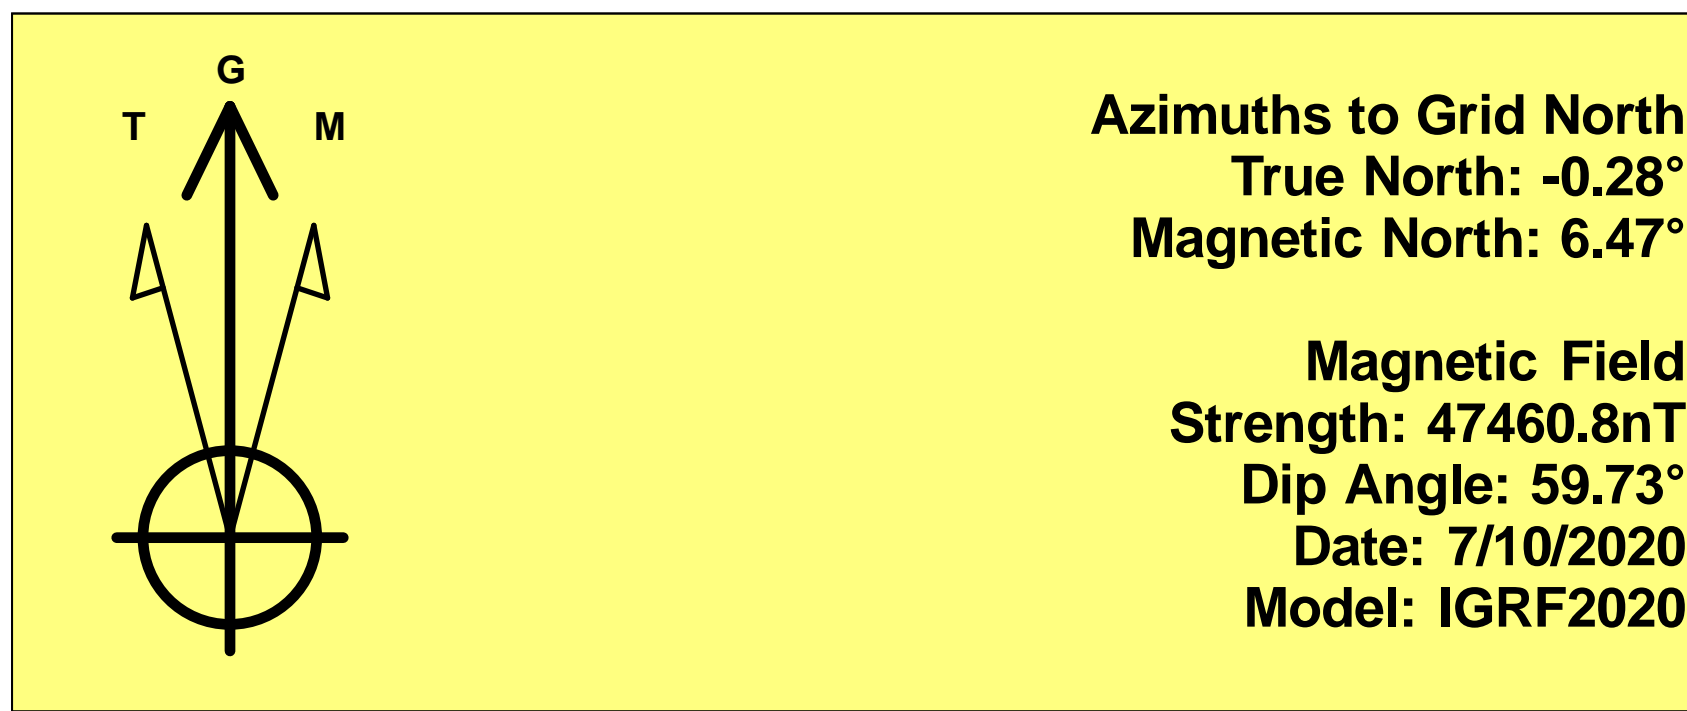 G
T M
Azimuths to Grid North
True North: -0.28°
Magnetic North: 6.47°
Magnetic Field
Strength: 47460.8nT
Dip Angle: 59.73°
Date: 7/10/2020
Model: IGRF2020